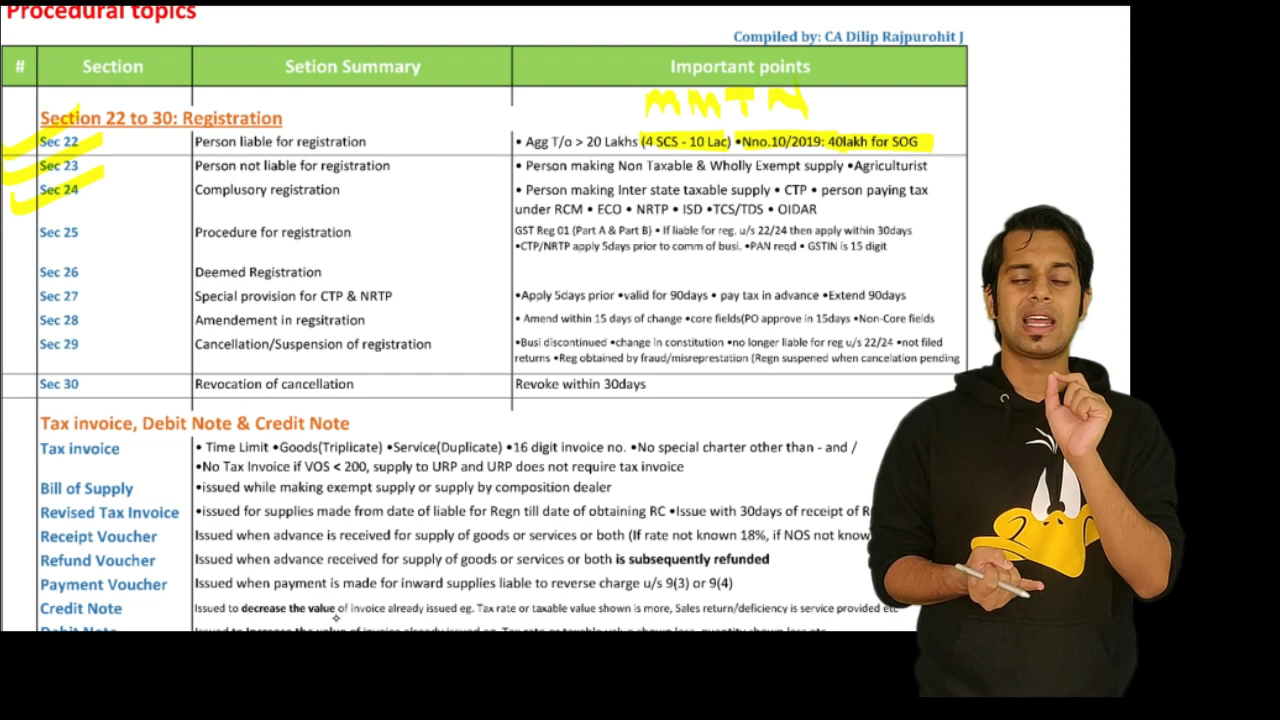 Procedural topics
Compiled by: CA Dilip Rajpurohit J
# Section Setion Summary Important points
MMTN
Section 22 to 30: Registration
Sec 22 Person liable for registration • Agg T/o > 20 Lakhs (4 SCS - 10 Lac) •Nno.10/2019: 40lakh for SOG
Sec 23 Person not liable for registration • Person making Non Taxable & Wholly Exempt supply •Agriculturist
Sec 24 Complusory registration • Person making Inter state taxable supply • CTP • person paying tax
under RCM • ECO • NRTP • ISD •TCS/TDS • OIDAR
Sec 25 Procedure for registration GST Reg 01 (Part A & Part B) • If liable for reg. u/s 22/24 then apply within 30days
•CTP/NRTP apply 5days prior to comm of busi. •PAN reqd • GSTIN is 15 digit
Sec 26 Deemed Registration
Sec 27 Special provision for CTP & NRTP •Apply 5days prior •valid for 90days • pay tax in advance •Extend 90days
Sec 28 Amendement in regsitration • Amend within 15 days of change •core fields(PO approve in 15days •Non-Core fields
Sec 29 Cancellation/Suspension of registration •Busi discontinued •change in constitution •no longer liable for reg u/s 22/24 •not filed
returns •Reg obtained by fraud/misreprestation (Regn suspened when cancelation pending
Sec 30 Revocation of cancellation Revoke within 30days
Tax invoice, Debit Note & Credit Note
Tax invoice • Time Limit •Goods(Triplicate) •Service(Duplicate) •16 digit invoice no. •No special charter other than - and /
•No Tax Invoice if VOS < 200, supply to URP and URP does not require tax invoice
Bill of Supply •issued while making exempt supply or supply by composition dealer
Revised Tax Invoice •issued for supplies made from date of liable for Regn till date of obtaining RC •Issue with 30days of receipt of
Receipt Voucher Issued when advance is received for supply of goods or services or both (If rate not known 18%, if NOS not know
Refund Voucher Issued when advance received for supply of goods or services or both is subsequently refunded
Payment Voucher Issued when payment is made for inward supplies liable to reverse charge u/s 9(3) or 9(4)
Credit Note Issued to decrease the value of invoice already issued eg. Tax rate or taxable value shown is more, Sales return/deficiency is service provided etc